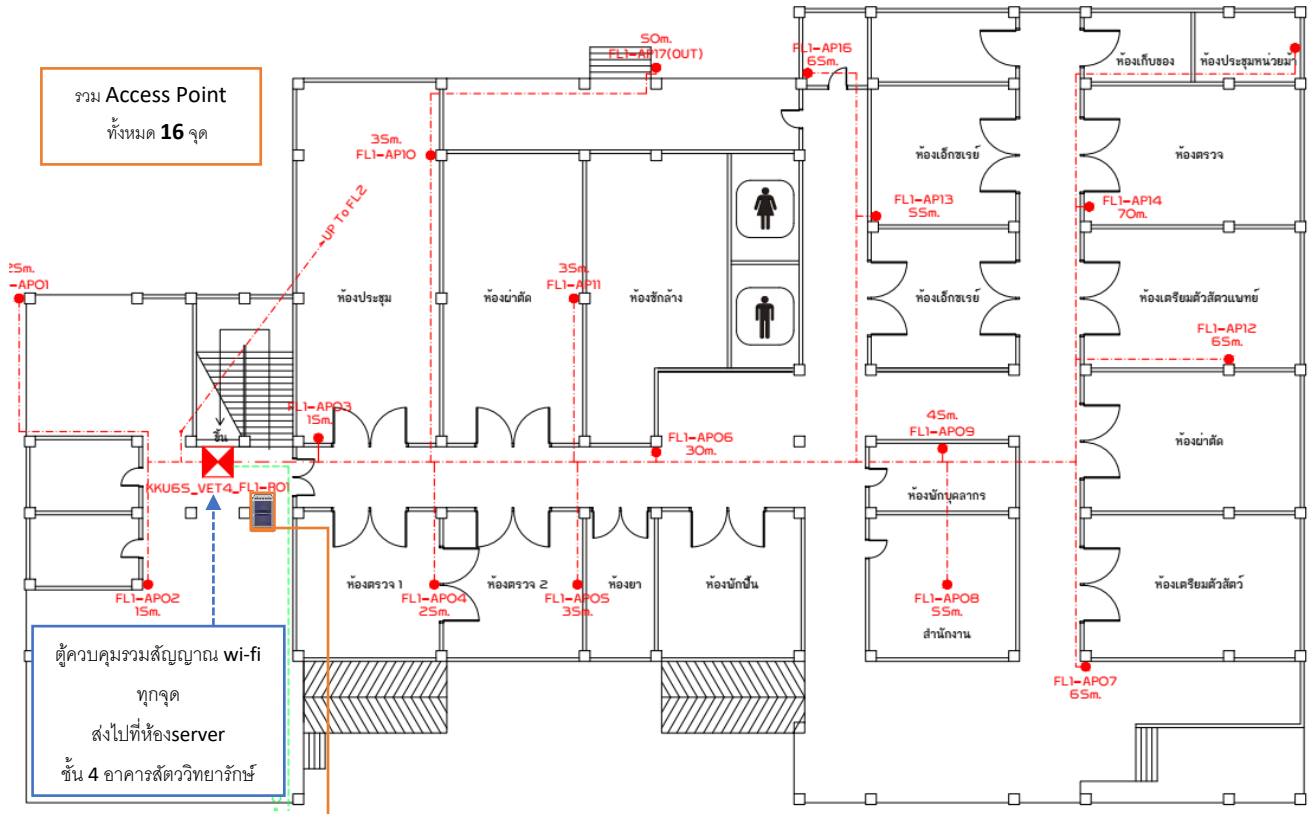 50m.
FL1-AP17(OUT)
FL1-AP16
65m.
ห้องเก็บของ
ห้องประชุมหน่วยม้า
รวม Access Point
ทั้งหมด 16 จุด
35m.
FL1-AP10
ห้องเอ็กซเรย์
ห้องตรวจ
UP To FL2
FL1-AP13
55m.
FL1-AP14
70m.
25m.
-AP01
35m.
FL1-AP11
ห้องประชุม
ห้องผ่าตัด
ห้องซักล้าง
ห้องเอ็กซเรย์
ห้องเตรียมตัวสัตวแพทย์
FL1-AP12
65m.
FL1-AP03
15m.
ขึ้น
FL1-AP06
30m.
45m.
FL1-AP09
ห้องผ่าตัด
KKU65_VET4_FL1-R01
ห้องพักบุคลากร
ห้องตรวจ 1
ห้องตรวจ 2
ห้องยา
ห้องพักฟื้น
ห้องเตรียมตัวสัตว์
FL1-AP02
15m.
FL1-AP04
25m.
FL1-AP05
35m.
FL1-AP08
55m.
สำนักงาน
ตู้ควบคุมรวมสัญญาณ wi-fi
ทุกจุด
ส่งไปที่ห้องserver
ชั้น 4 อาคารสัตววิทยารักษ์
FL1-AP07
65m.